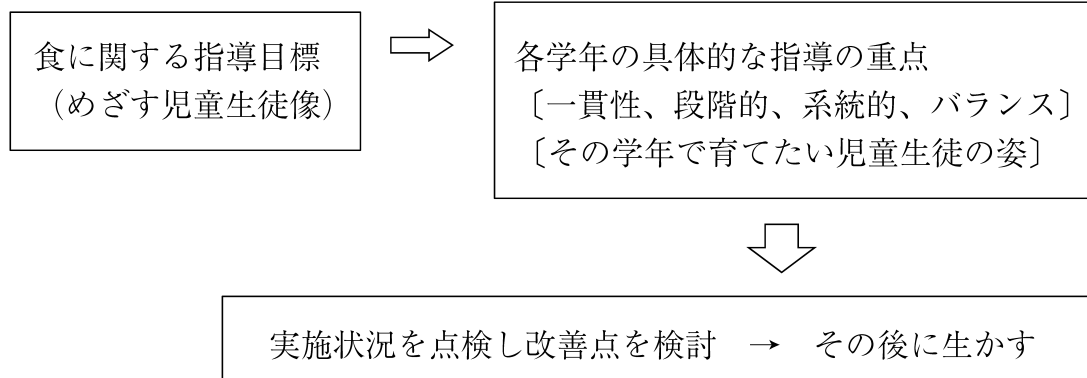 食に関する指導目標
（めざす児童生徒像）
各学年の具体的な指導の重点
〔一貫性、段階的、系統的、バランス〕
〔その学年で育てたい児童生徒の姿〕
実施状況を点検し改善点を検討　→　その後に生かす